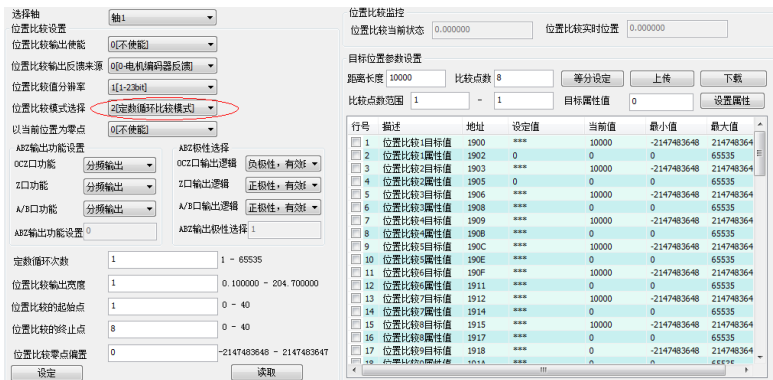 选择轴 轴1
位置比较设置
位置比较输出使能 0[不使能]
位置比较输出反馈来源 0[0-电机编码器反馈]
位置比较值分辨率 1[1-23bit]
位置比较模式选择 2[定数循环比较模式]
以当前位置为零点 0[不使能]
ABZ输出功能设置
OCZ口功能 分频输出
Z口功能 分频输出
A/B口功能 分频输出
ABZ输出功能设置 0
ABZ极性选择
OCZ口输出逻辑 负极性，有效
Z口输出逻辑 正极性，有效
A/B口输出逻辑 正极性，有效
ABZ输出极性选择 1
定数循环次数 1 1 - 65535
位置比较输出宽度 1 0.100000 - 204.700000
位置比较的起始点 1 0 - 40
位置比较的终止点 8 0 - 40
位置比较零点偏置 0 -2147483648 - 2147483647
设定 读取
位置比较监控
位置比较当前状态 0.000000 位置比较实时位置 0.000000
目标位置参数设置
距离长度 10000 比较点数 8 等分设定 上传 下载
比较点数范围 1 - 1 目标属性值 0 设置属性
行号 描述 地址 设定值 当前值 最小值 最大值
1 位置比较1目标值 1900 *** 10000 -2147483648 214748364
2 位置比较1属性值 1902 0 0 0 65535
3 位置比较2目标值 1903 *** 10000 -2147483648 214748364
4 位置比较2属性值 1905 0 0 0 65535
5 位置比较3目标值 1906 *** 10000 -2147483648 214748364
6 位置比较3属性值 1908 *** 0 0 65535
7 位置比较4目标值 1909 *** 10000 -2147483648 214748364
8 位置比较4属性值 190B *** 0 0 65535
9 位置比较5目标值 190C *** 10000 -2147483648 214748364
10 位置比较5属性值 190E *** 0 0 65535
11 位置比较6目标值 190F *** 10000 -2147483648 214748364
12 位置比较6属性值 1911 *** 0 0 65535
13 位置比较7目标值 1912 *** 10000 -2147483648 214748364
14 位置比较7属性值 1914 *** 0 0 65535
15 位置比较8目标值 1915 *** 10000 -2147483648 214748364
16 位置比较8属性值 1917 *** 0 0 65535
17 位置比较9目标值 1918 *** 0 -2147483648 214748364